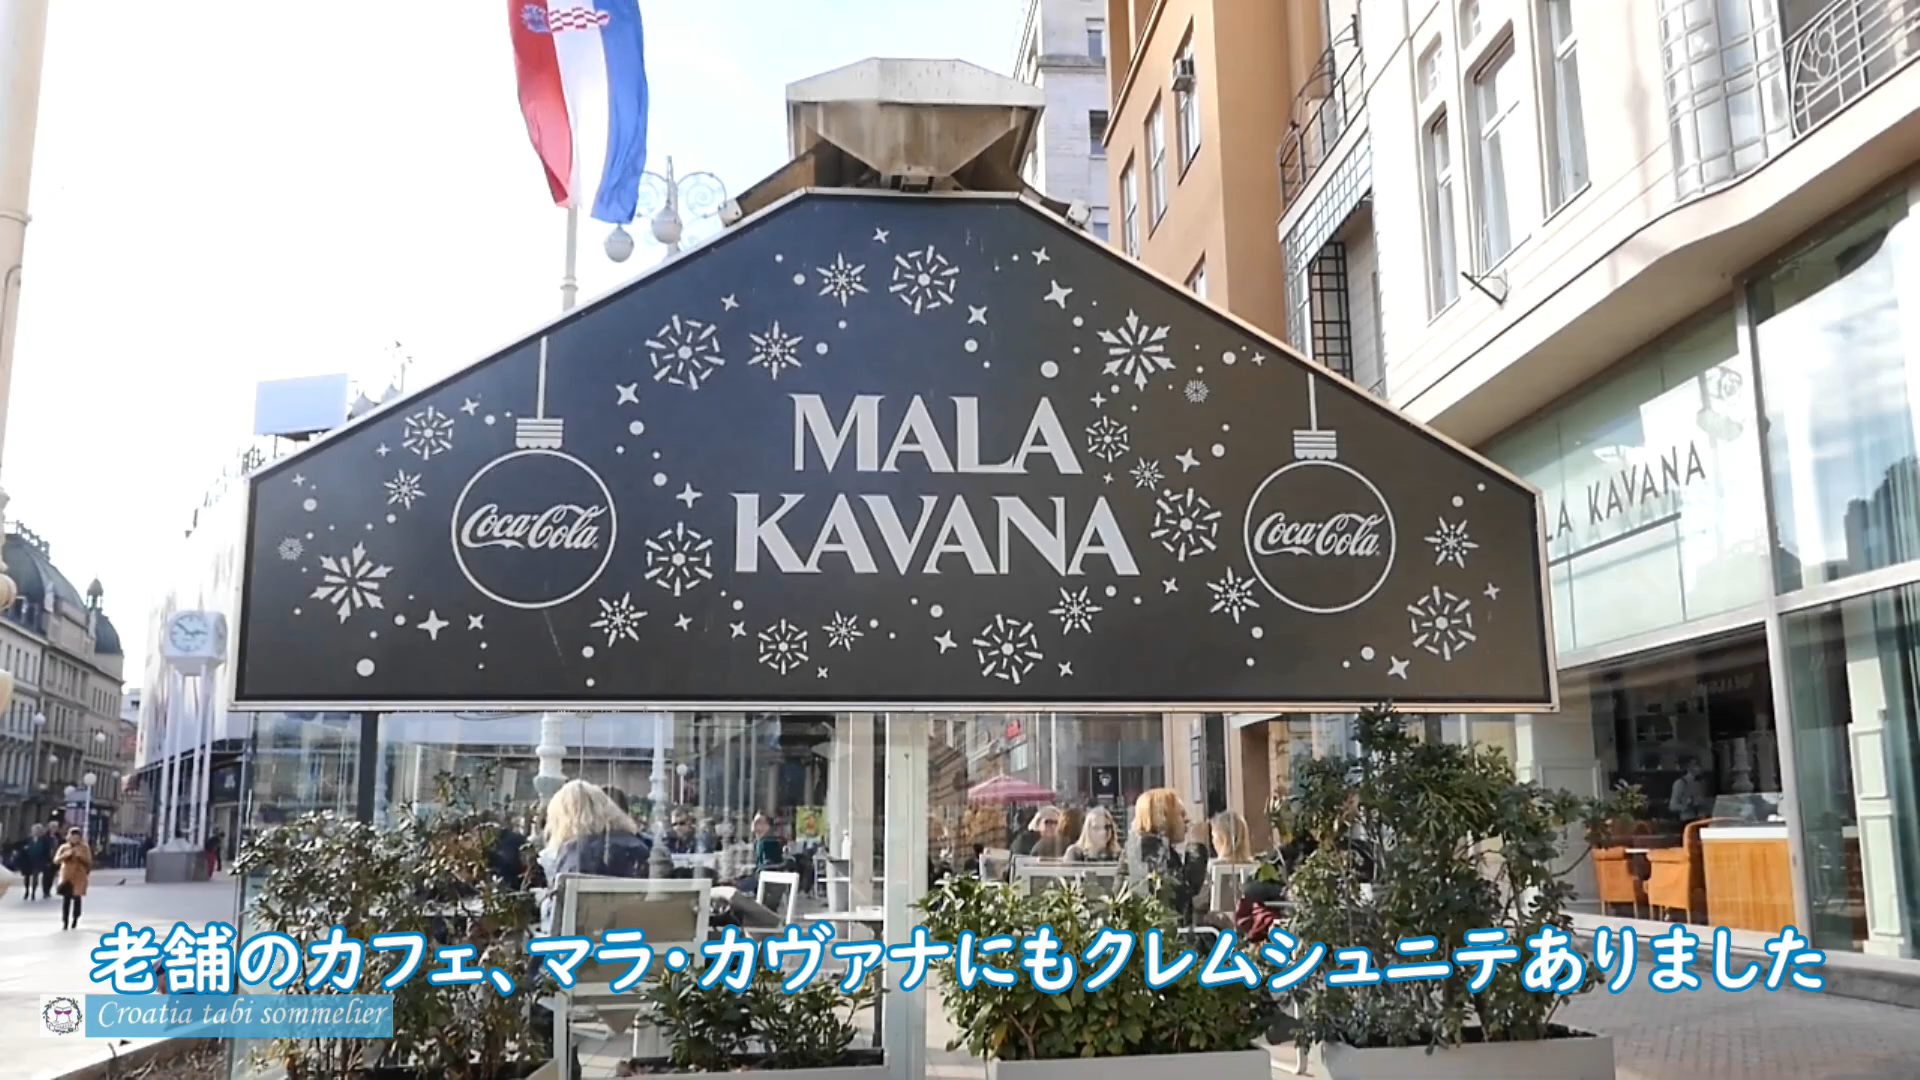 MALA
KAVANA
Coca-Cola
Coca-Cola
LA KAVANA
老舗のカフェ、マラ・カヴァナにもクレムシュニテありました
Croatia tabi sommelier